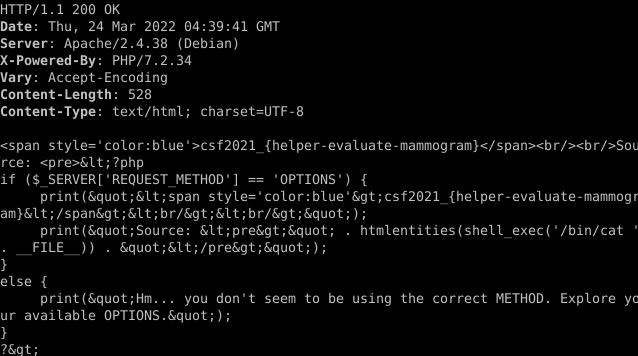 HTTP/1.1 200 OK
Date: Thu, 24 Mar 2022 04:39:41 GMT
Server: Apache/2.4.38 (Debian)
X-Powered-By: PHP/7.2.34
Vary: Accept-Encoding
Content-Length: 528
Content-Type: text/html; charset=UTF-8

<span style='color:blue'>csf2021_{helper-evaluate-mammogram}</span><br/><br/>Sou
rce: <pre>&lt;?php
if ($_SERVER['REQUEST_METHOD'] == 'OPTIONS') {
     print(&quot;&lt;span style='color:blue'&gt;csf2021_{helper-evaluate-mammogr
am}&lt;/span&gt;&lt;br/&gt;&lt;br/&gt;&quot;);
     print(&quot;Source: &lt;pre&gt;&quot; . htmlentities(shell_exec('/bin/cat '
. __FILE__)) . &quot;&lt;/pre&gt;&quot;);
}
else {
     print(&quot;Hm... you don't seem to be using the correct METHOD. Explore yo
ur available OPTIONS.&quot;);
}
?&gt;